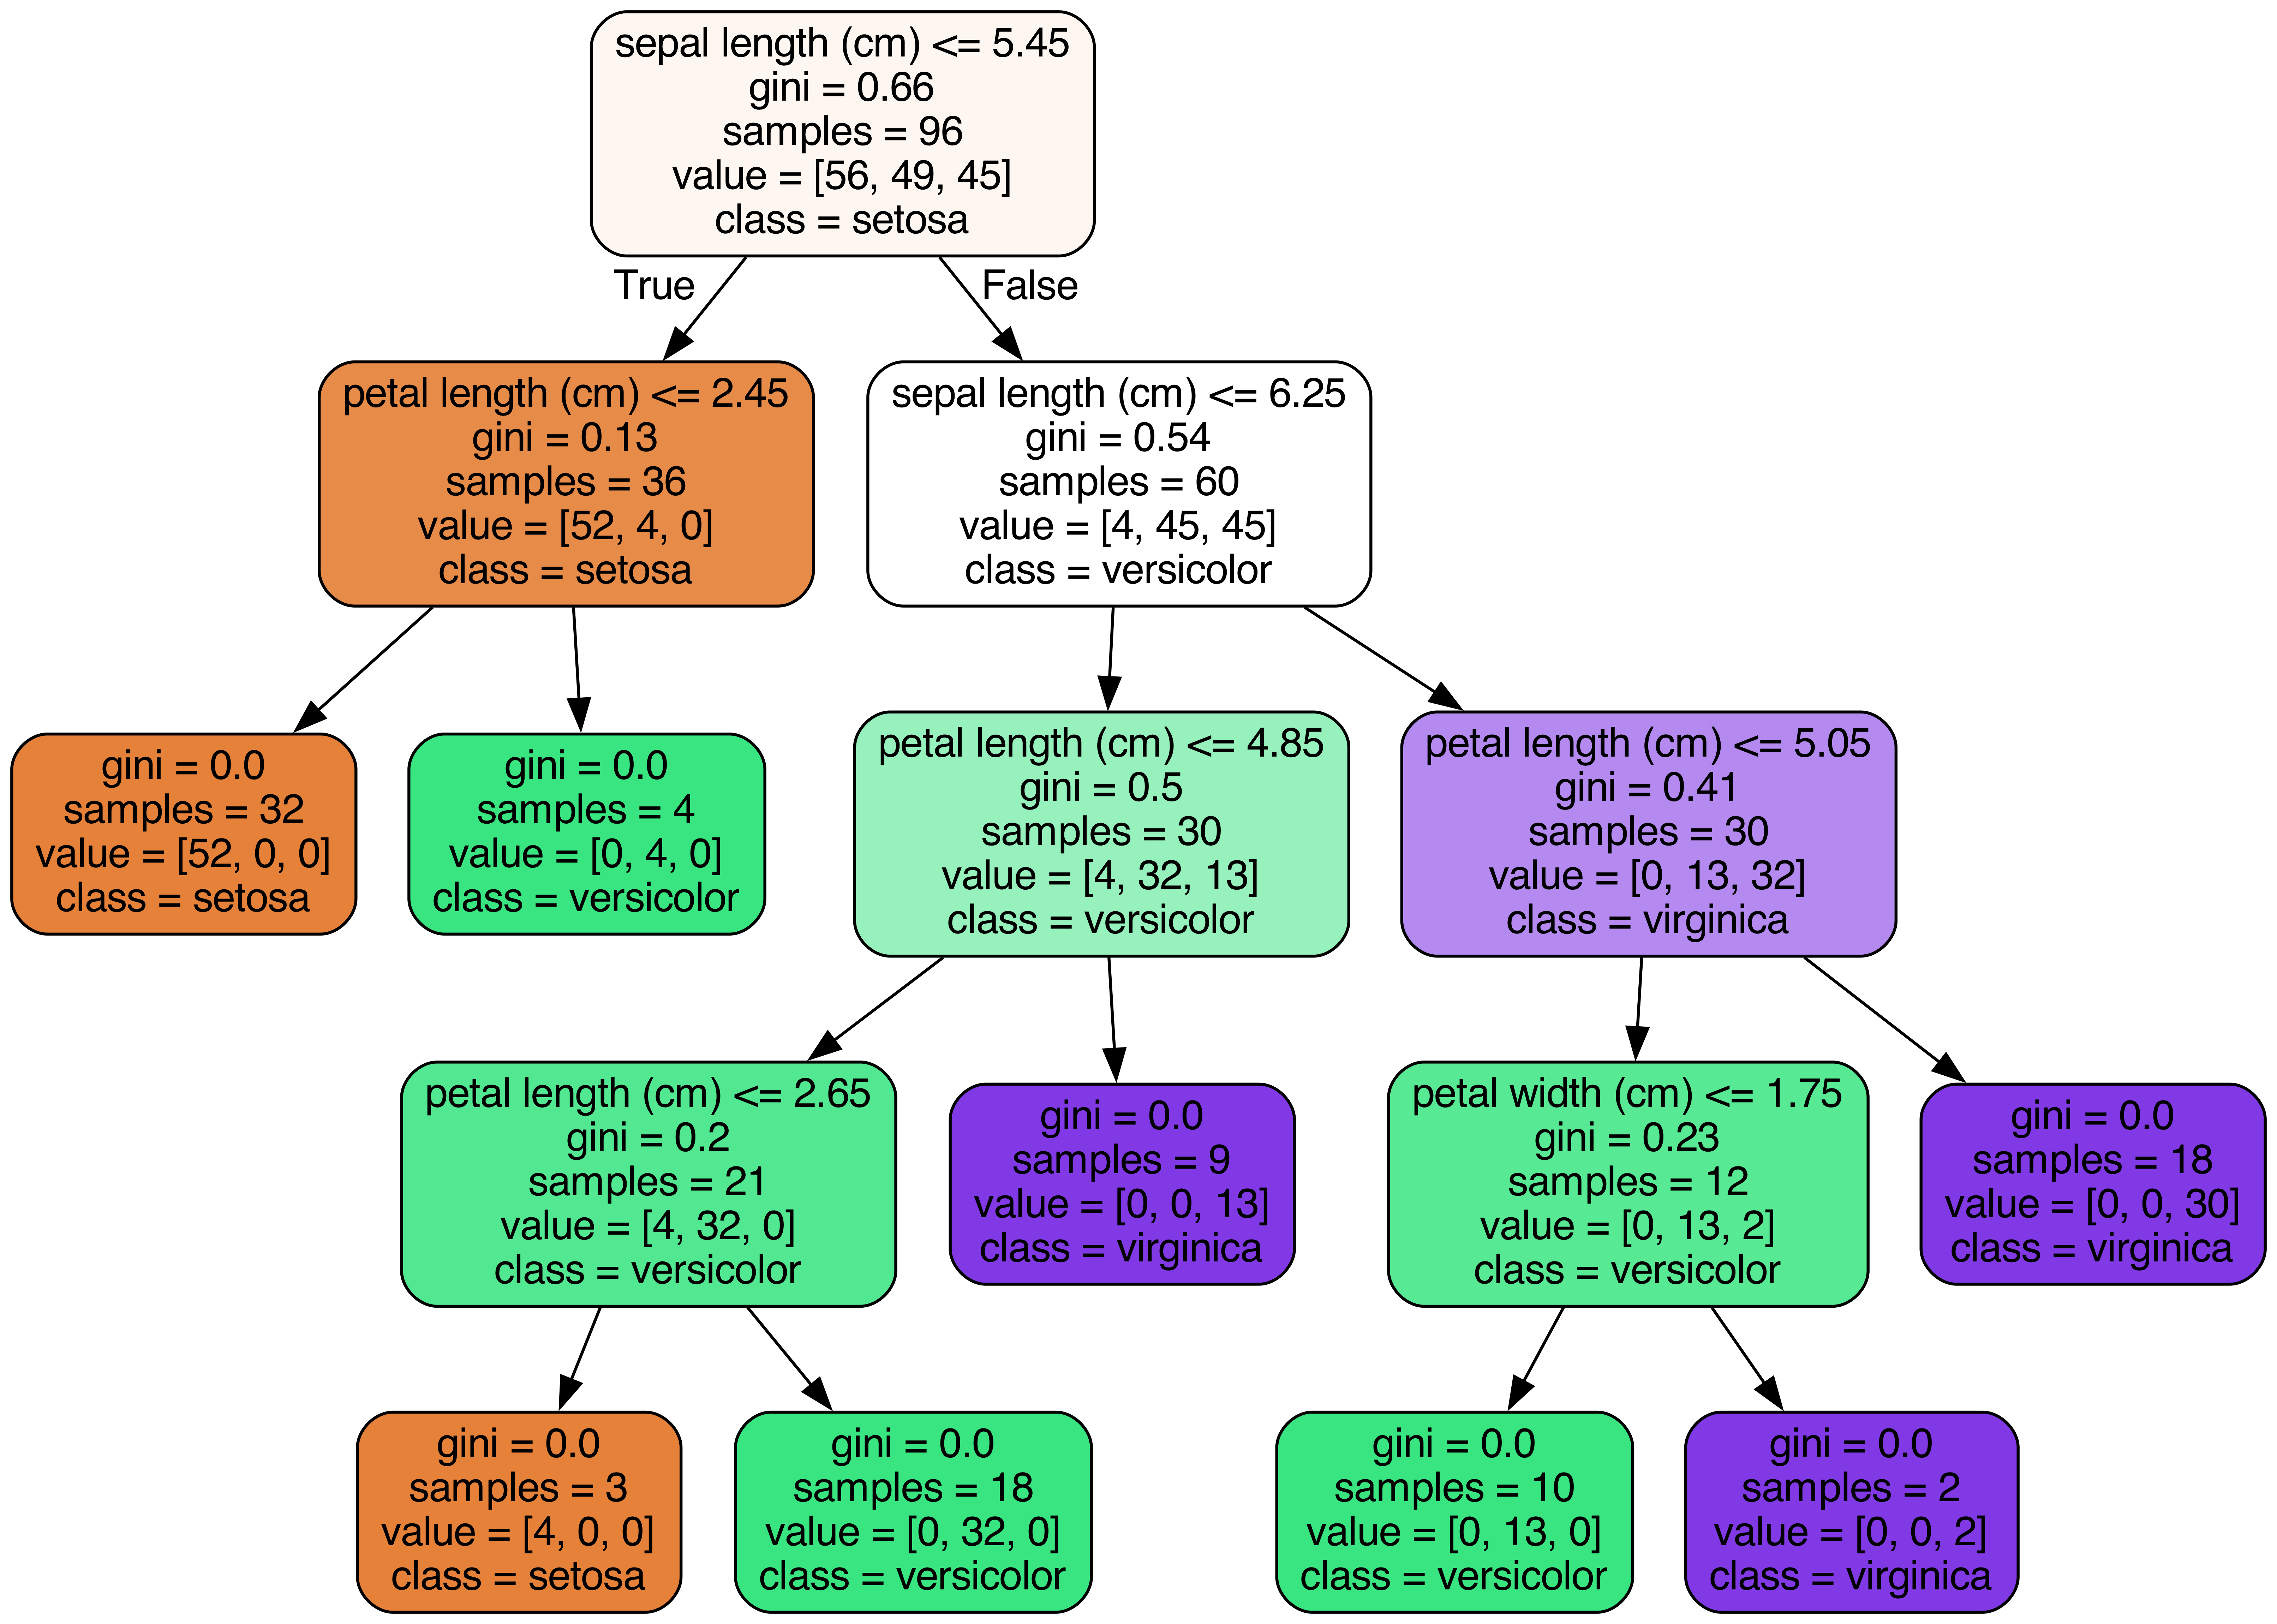 sepal length (cm) <= 5.45
gini = 0.66
samples = 96
value = [56, 49, 45]
class = setosa
True
False
petal length (cm) <= 2.45
gini = 0.13
samples = 36
value = [52, 4, 0]
class = setosa
sepal length (cm) <= 6.25
gini = 0.54
samples = 60
value = [4, 45, 45]
class = versicolor
gini = 0.0
samples = 32
value = [52, 0, 0]
class = setosa
gini = 0.0
samples = 4
value = [0, 4, 0]
class = versicolor
petal length (cm) <= 4.85
gini = 0.5
samples = 30
value = [4, 32, 13]
class = versicolor
petal length (cm) <= 5.05
gini = 0.41
samples = 30
value = [0, 13, 32]
class = virginica
petal length (cm) <= 2.65
gini = 0.2
samples = 21
value = [4, 32, 0]
class = versicolor
gini = 0.0
samples = 9
value = [0, 0, 13]
class = virginica
petal width (cm) <= 1.75
gini = 0.23
samples = 12
value = [0, 13, 2]
class = versicolor
gini = 0.0
samples = 18
value = [0, 0, 30]
class = virginica
gini = 0.0
samples = 3
value = [4, 0, 0]
class = setosa
gini = 0.0
samples = 18
value = [0, 32, 0]
class = versicolor
gini = 0.0
samples = 10
value = [0, 13, 0]
class = versicolor
gini = 0.0
samples = 2
value = [0, 0, 2]
class = virginica